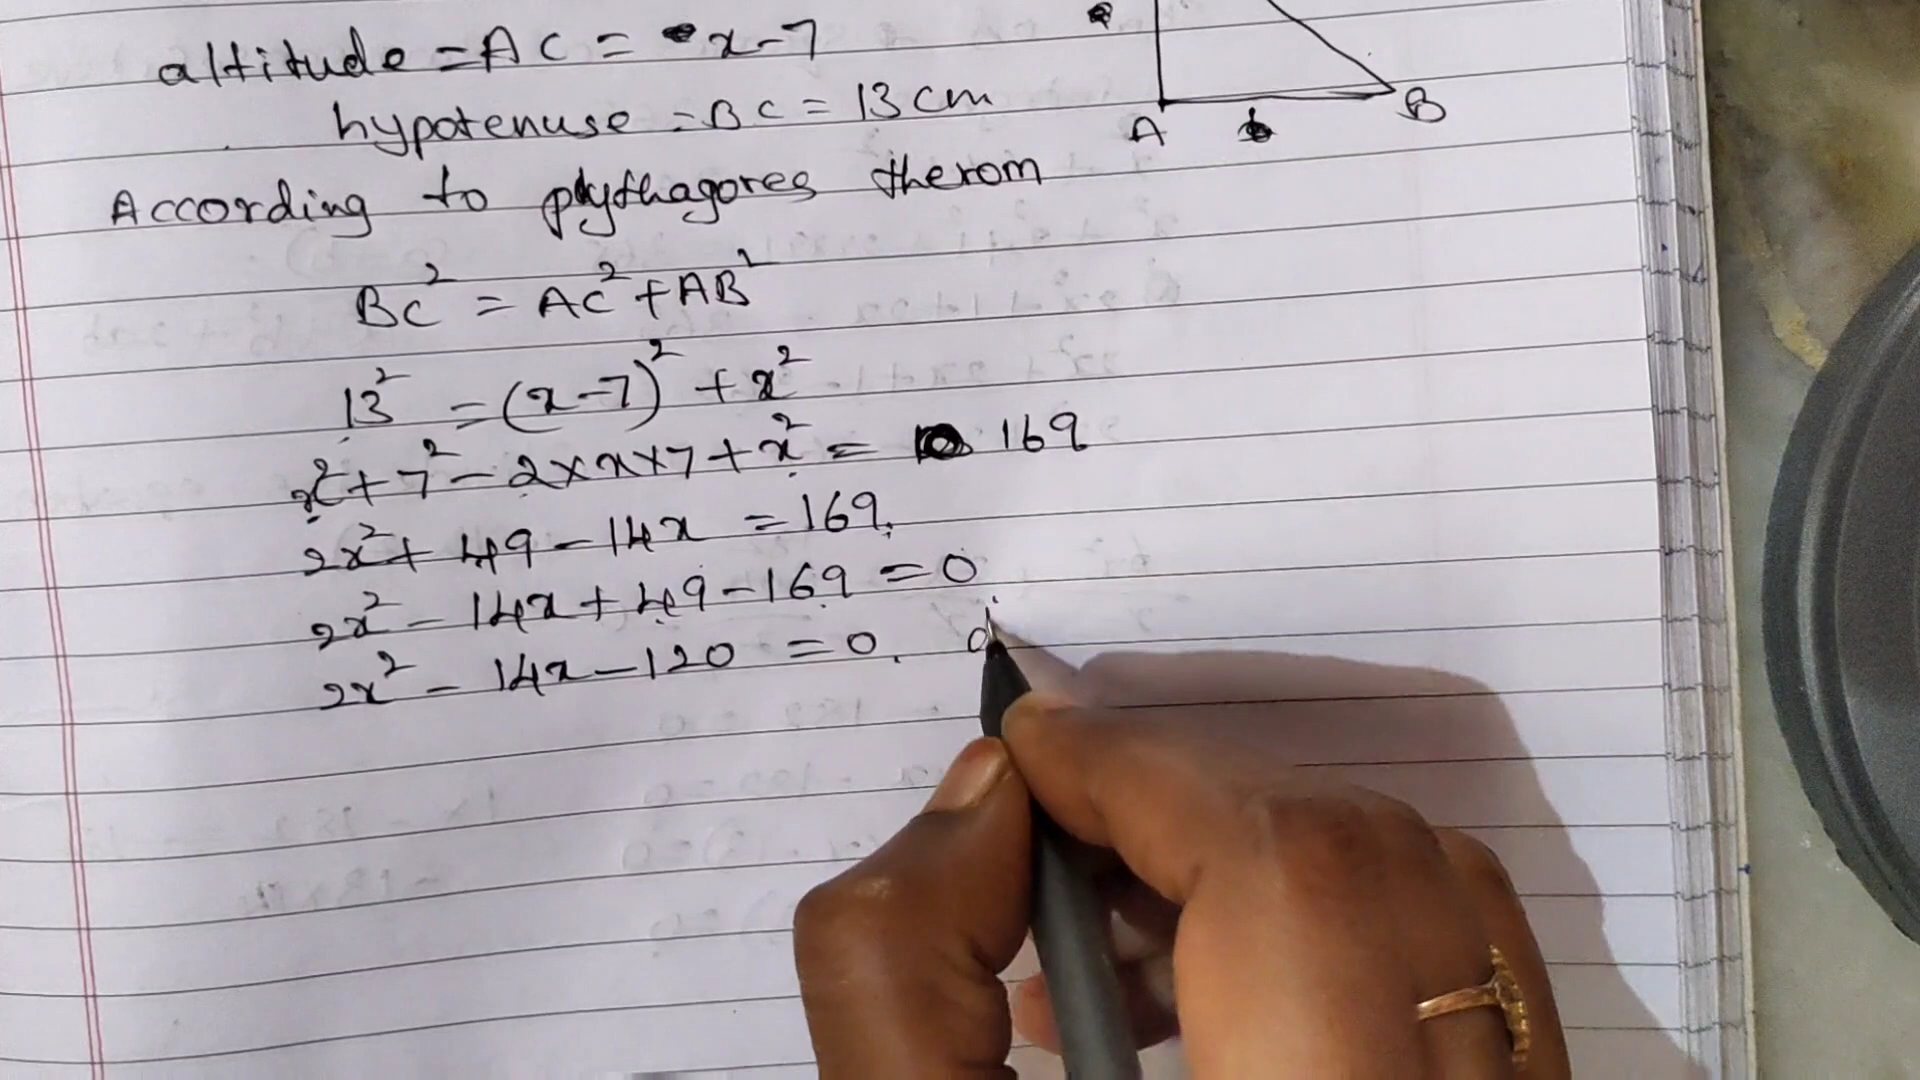 altitude = AC = x-7
hypotenuse = BC = 13 cm
A B
According to pythagores therom
BC² = AC² + AB²
13² = (x-7)² + x²
x² + 7² - 2×x×7 + x² = 169
2x² + 49 - 14x = 169.
2x² - 14x + 49 - 169 = 0
2x² - 14x - 120 = 0.